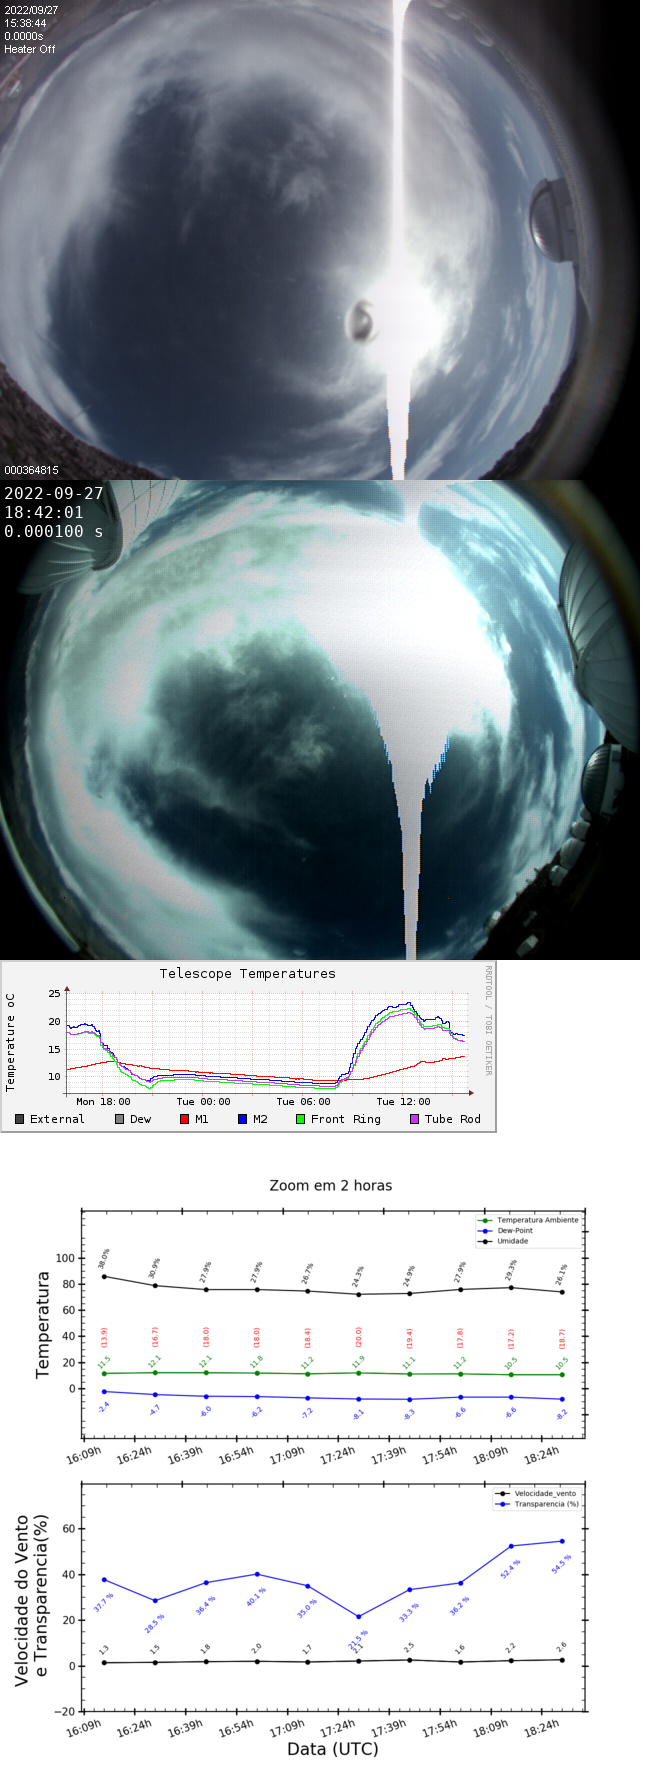 2022/09/27
15:38:44
0.0000s
Heater Off
000364815
2022-09-27
18:42:01
0.000100 s
Telescope Temperatures
Temperature oC
25
20
15
10
Mon 18:00 Tue 00:00 Tue 06:00 Tue 12:00
External Dew M1 M2 Front Ring Tube Rod
RRDTOOL / TOBI OETIKER
Zoom em 2 horas
Temperatura
Temperatura Ambiente
Dew-Point
Umidade
100
80
60
40
20
0
38.0% 30.9% 27.9% 27.9% 26.7% 24.3% 24.9% 27.9% 29.3% 26.1%
(13.9) (16.7) (18.0) (18.0) (18.4) (20.0) (19.4) (17.8) (17.2) (18.7)
11.5 12.1 12.1 11.8 11.2 11.9 11.1 11.2 10.5 10.5
-2.4 -4.7 -6.0 -6.2 -7.2 -8.1 -8.3 -6.6 -6.6 -8.2
16:09h 16:24h 16:39h 16:54h 17:09h 17:24h 17:39h 17:54h 18:09h 18:24h
Velocidade do Vento
e Transparencia(%)
Velocidade_vento
Transparencia (%)
60
40
20
0
−20
37.7 % 28.5 % 36.4 % 40.1 % 35.0 % 21.5 % 33.3 % 36.2 % 52.4 % 54.5 %
1.3 1.5 1.8 2.0 1.7 2.1 2.5 1.6 2.2 2.6
16:09h 16:24h 16:39h 16:54h 17:09h 17:24h 17:39h 17:54h 18:09h 18:24h
Data (UTC)